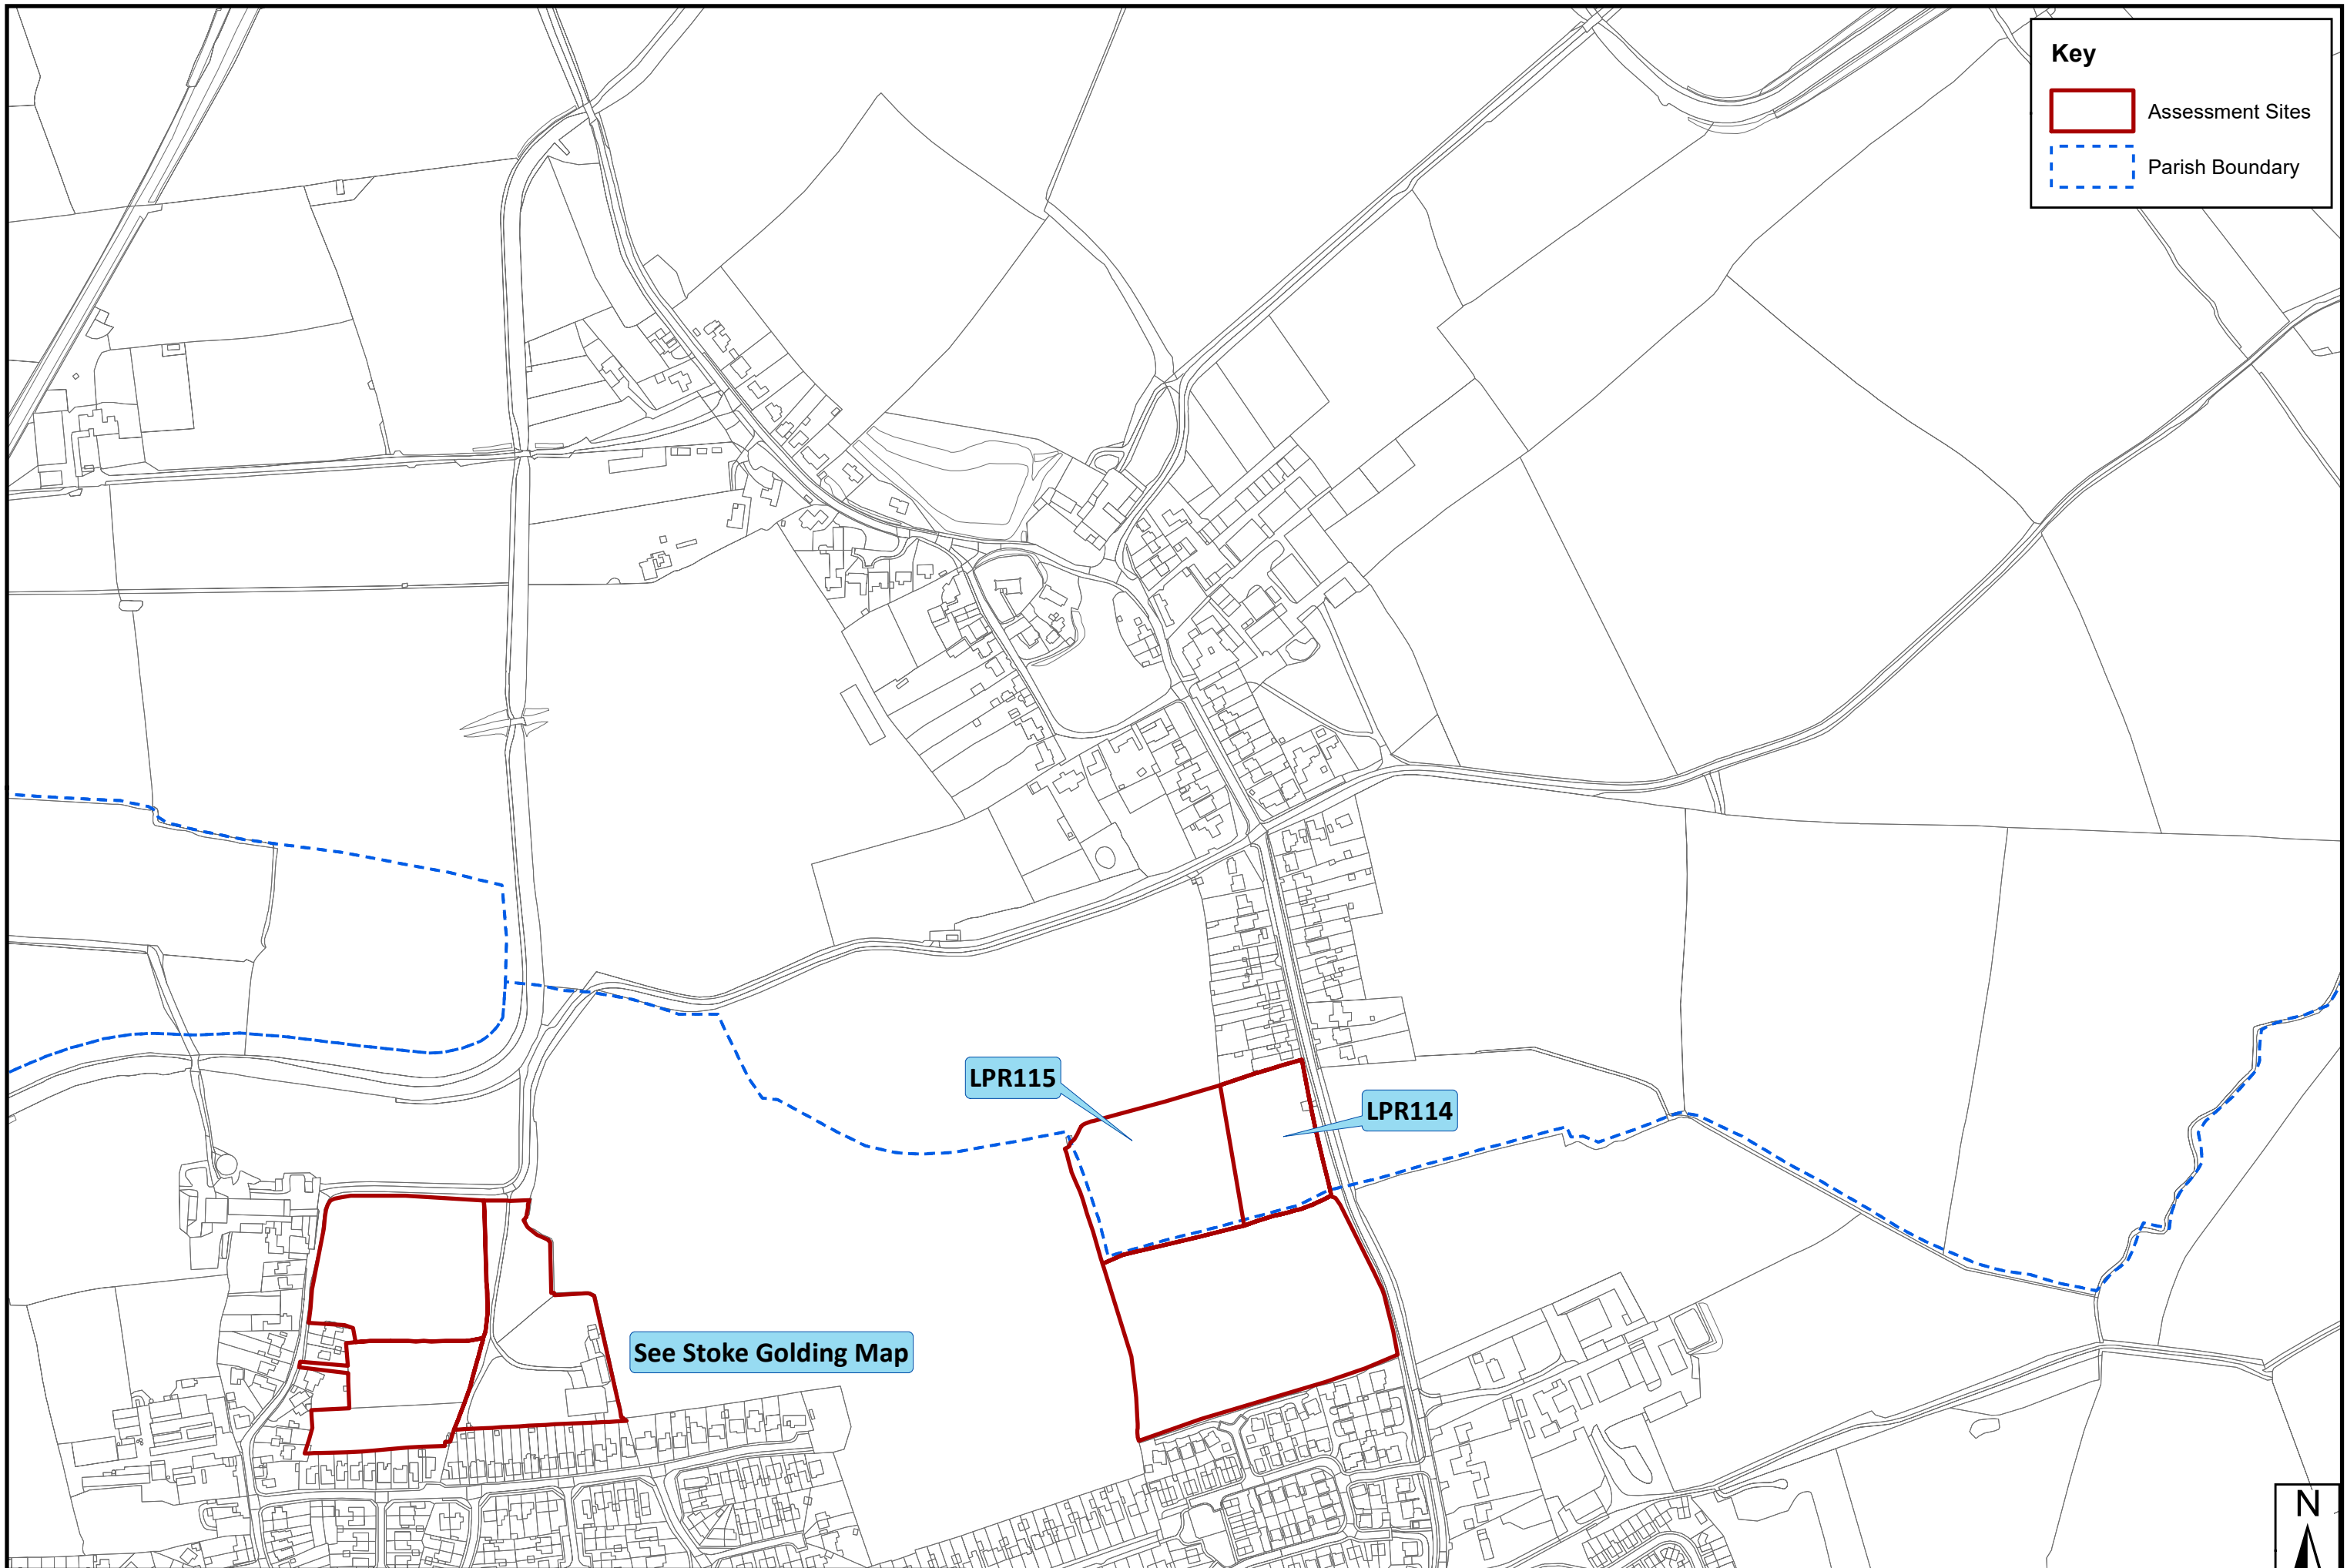 Key
Assessment Sites
Parish Boundary
LPR115
LPR114
See Stoke Golding Map
N